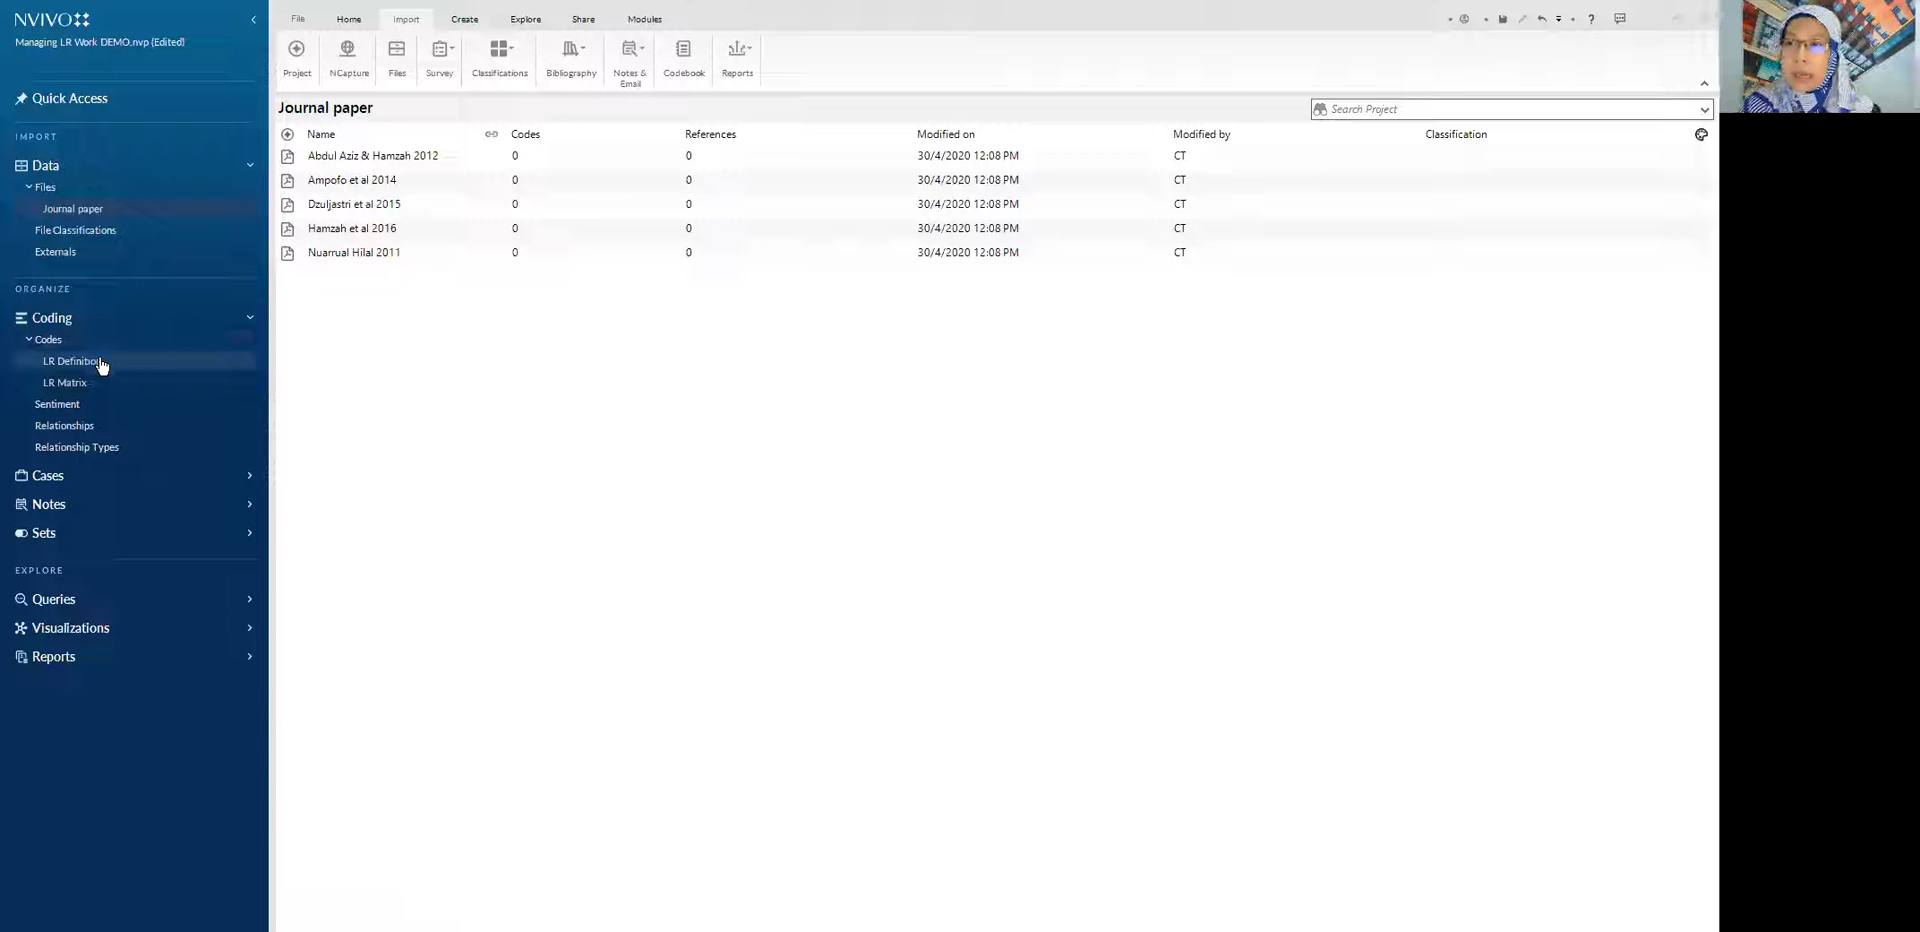 NVIVO
Managing LR Work DEMO.nvp (Edited)
Quick Access
IMPORT
Data
Files
Journal paper
File Classifications
Externals
ORGANIZE
Coding
Codes
LR Definition
LR Matrix
Sentiment
Relationships
Relationship Types
Cases
Notes
Sets
EXPLORE
Queries
Visualizations
Reports
File Home Import Create Explore Share Modules
Project NCapture Files Survey Classifications Bibliography Notes & Email Codebook Reports
Journal paper
Search Project
Name Codes References Modified on Modified by Classification
Abdul Aziz & Hamzah 2012 0 0 30/4/2020 12:08 PM CT
Ampofo et al 2014 0 0 30/4/2020 12:08 PM CT
Dzuljastri et al 2015 0 0 30/4/2020 12:08 PM CT
Hamzah et al 2016 0 0 30/4/2020 12:08 PM CT
Nuarrual Hilal 2011 0 0 30/4/2020 12:08 PM CT